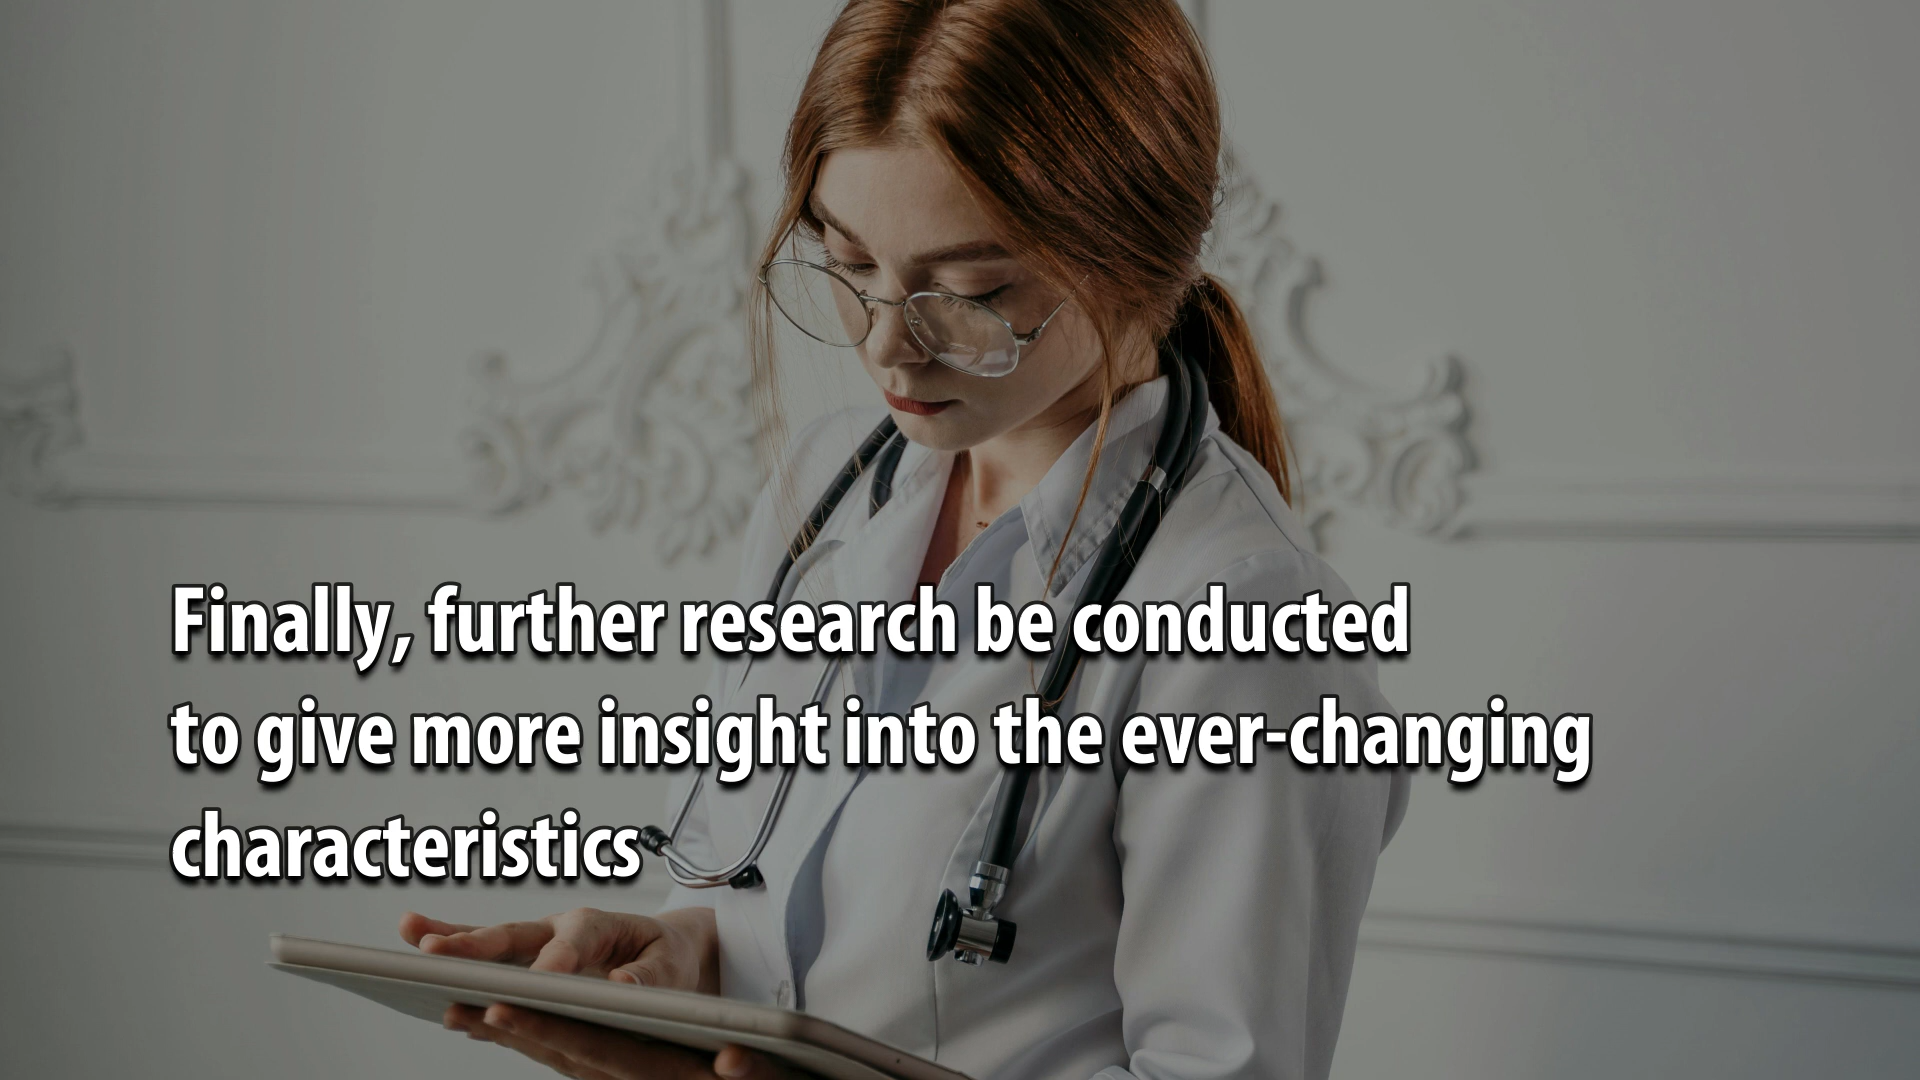 Finally, further research be conducted
to give more insight into the ever-changing
characteristics